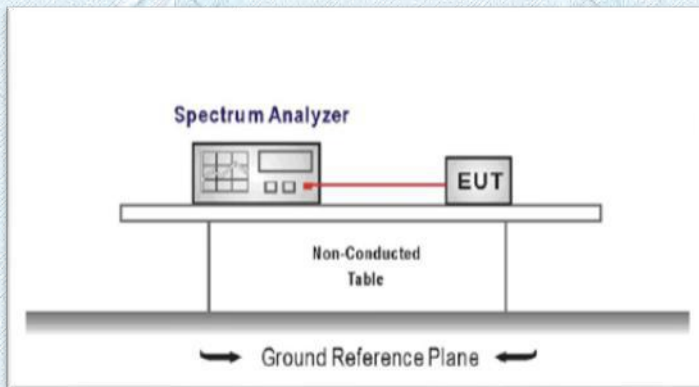 Spectrum Analyzer
EUT
Non-Conducted
Table
Ground Reference Plane